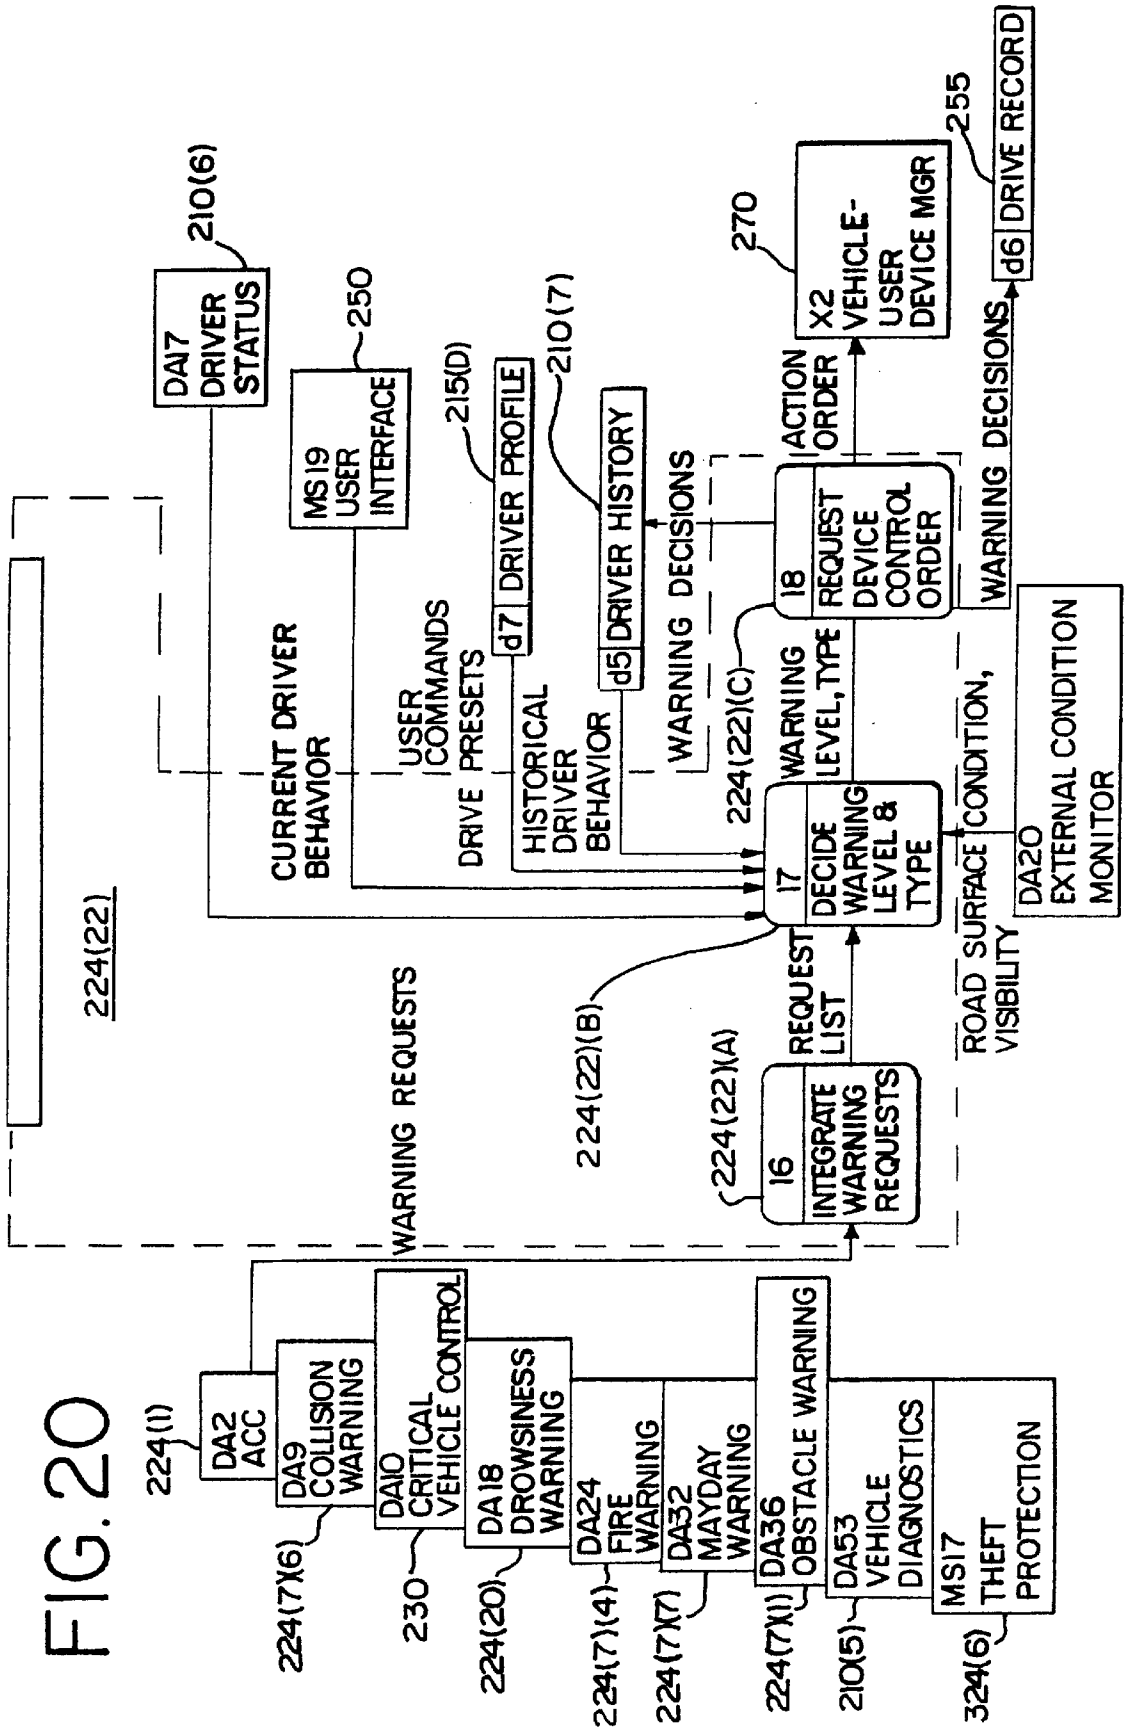 FIG. 20
224(22)
224(1)
DA2
ACC
224(7)(6)
DA9
COLLISION
WARNING
230
DA10
CRITICAL
VEHICLE CONTROL
224(20)
DA18
DROWSINESS
WARNING
224(7)(4)
DA24
FIRE
WARNING
224(7)(7)
DA32
MAYDAY
WARNING
224(7)(1)
DA36
OBSTACLE WARNING
210(5)
DA53
VEHICLE
DIAGNOSTICS
324(6)
MS17
THEFT
PROTECTION
WARNING REQUESTS
224(22)(A)
16
INTEGRATE
WARNING
REQUESTS
REQUEST
LIST
224(22)(B)
17
DECIDE
WARNING
LEVEL &
TYPE
CURRENT DRIVER
BEHAVIOR
USER
COMMANDS
DRIVE PRESETS
HISTORICAL
DRIVER
BEHAVIOR
WARNING DECISIONS
224(22)(C)
WARNING
LEVEL, TYPE
18
REQUEST
DEVICE
CONTROL
ORDER
ROAD SURFACE CONDITION,
VISIBILITY
DA20
EXTERNAL CONDITION
MONITOR
DA17
DRIVER
STATUS
210(6)
MS19
USER
INTERFACE
250
d7 DRIVER PROFILE
215(D)
d5 DRIVER HISTORY
210(7)
ACTION
ORDER
X2
VEHICLE-
USER
DEVICE MGR
270
WARNING DECISIONS
d6 DRIVE RECORD
255